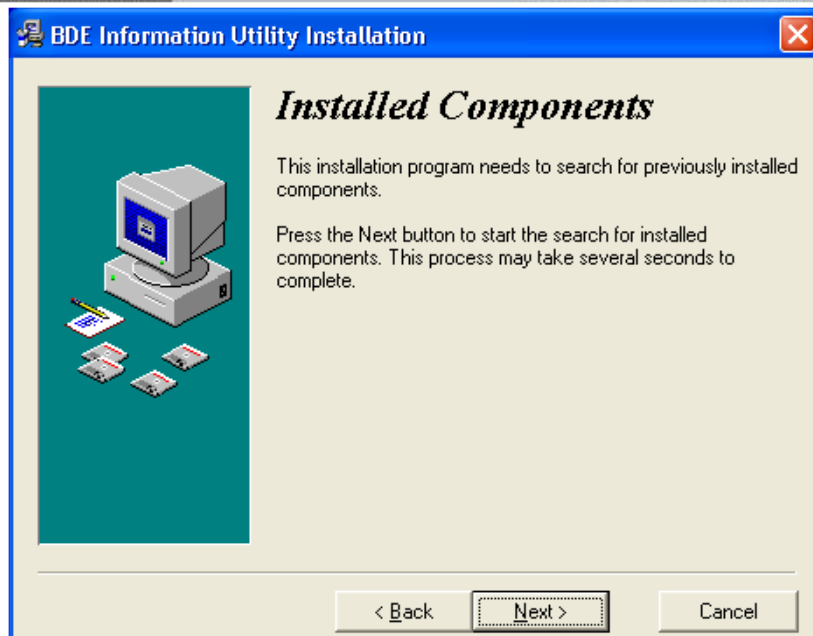 BDE Information Utility Installation
Installed Components
This installation program needs to search for previously installed
components.
Press the Next button to start the search for installed
components. This process may take several seconds to
complete.
< Back
Next >
Cancel